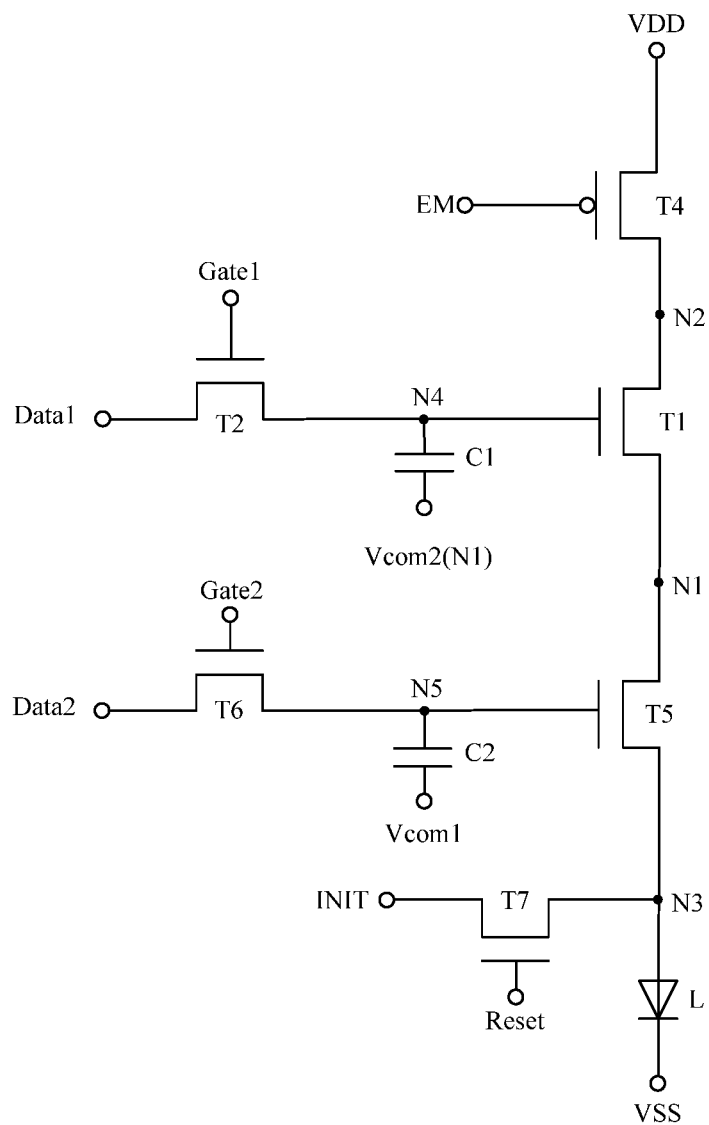 VDD
EM
T4
Gate1
N2
Data1
T2
N4
T1
C1
Vcom2(N1)
N1
Gate2
Data2
T6
N5
T5
C2
Vcom1
INIT
T7
N3
Reset
L
VSS